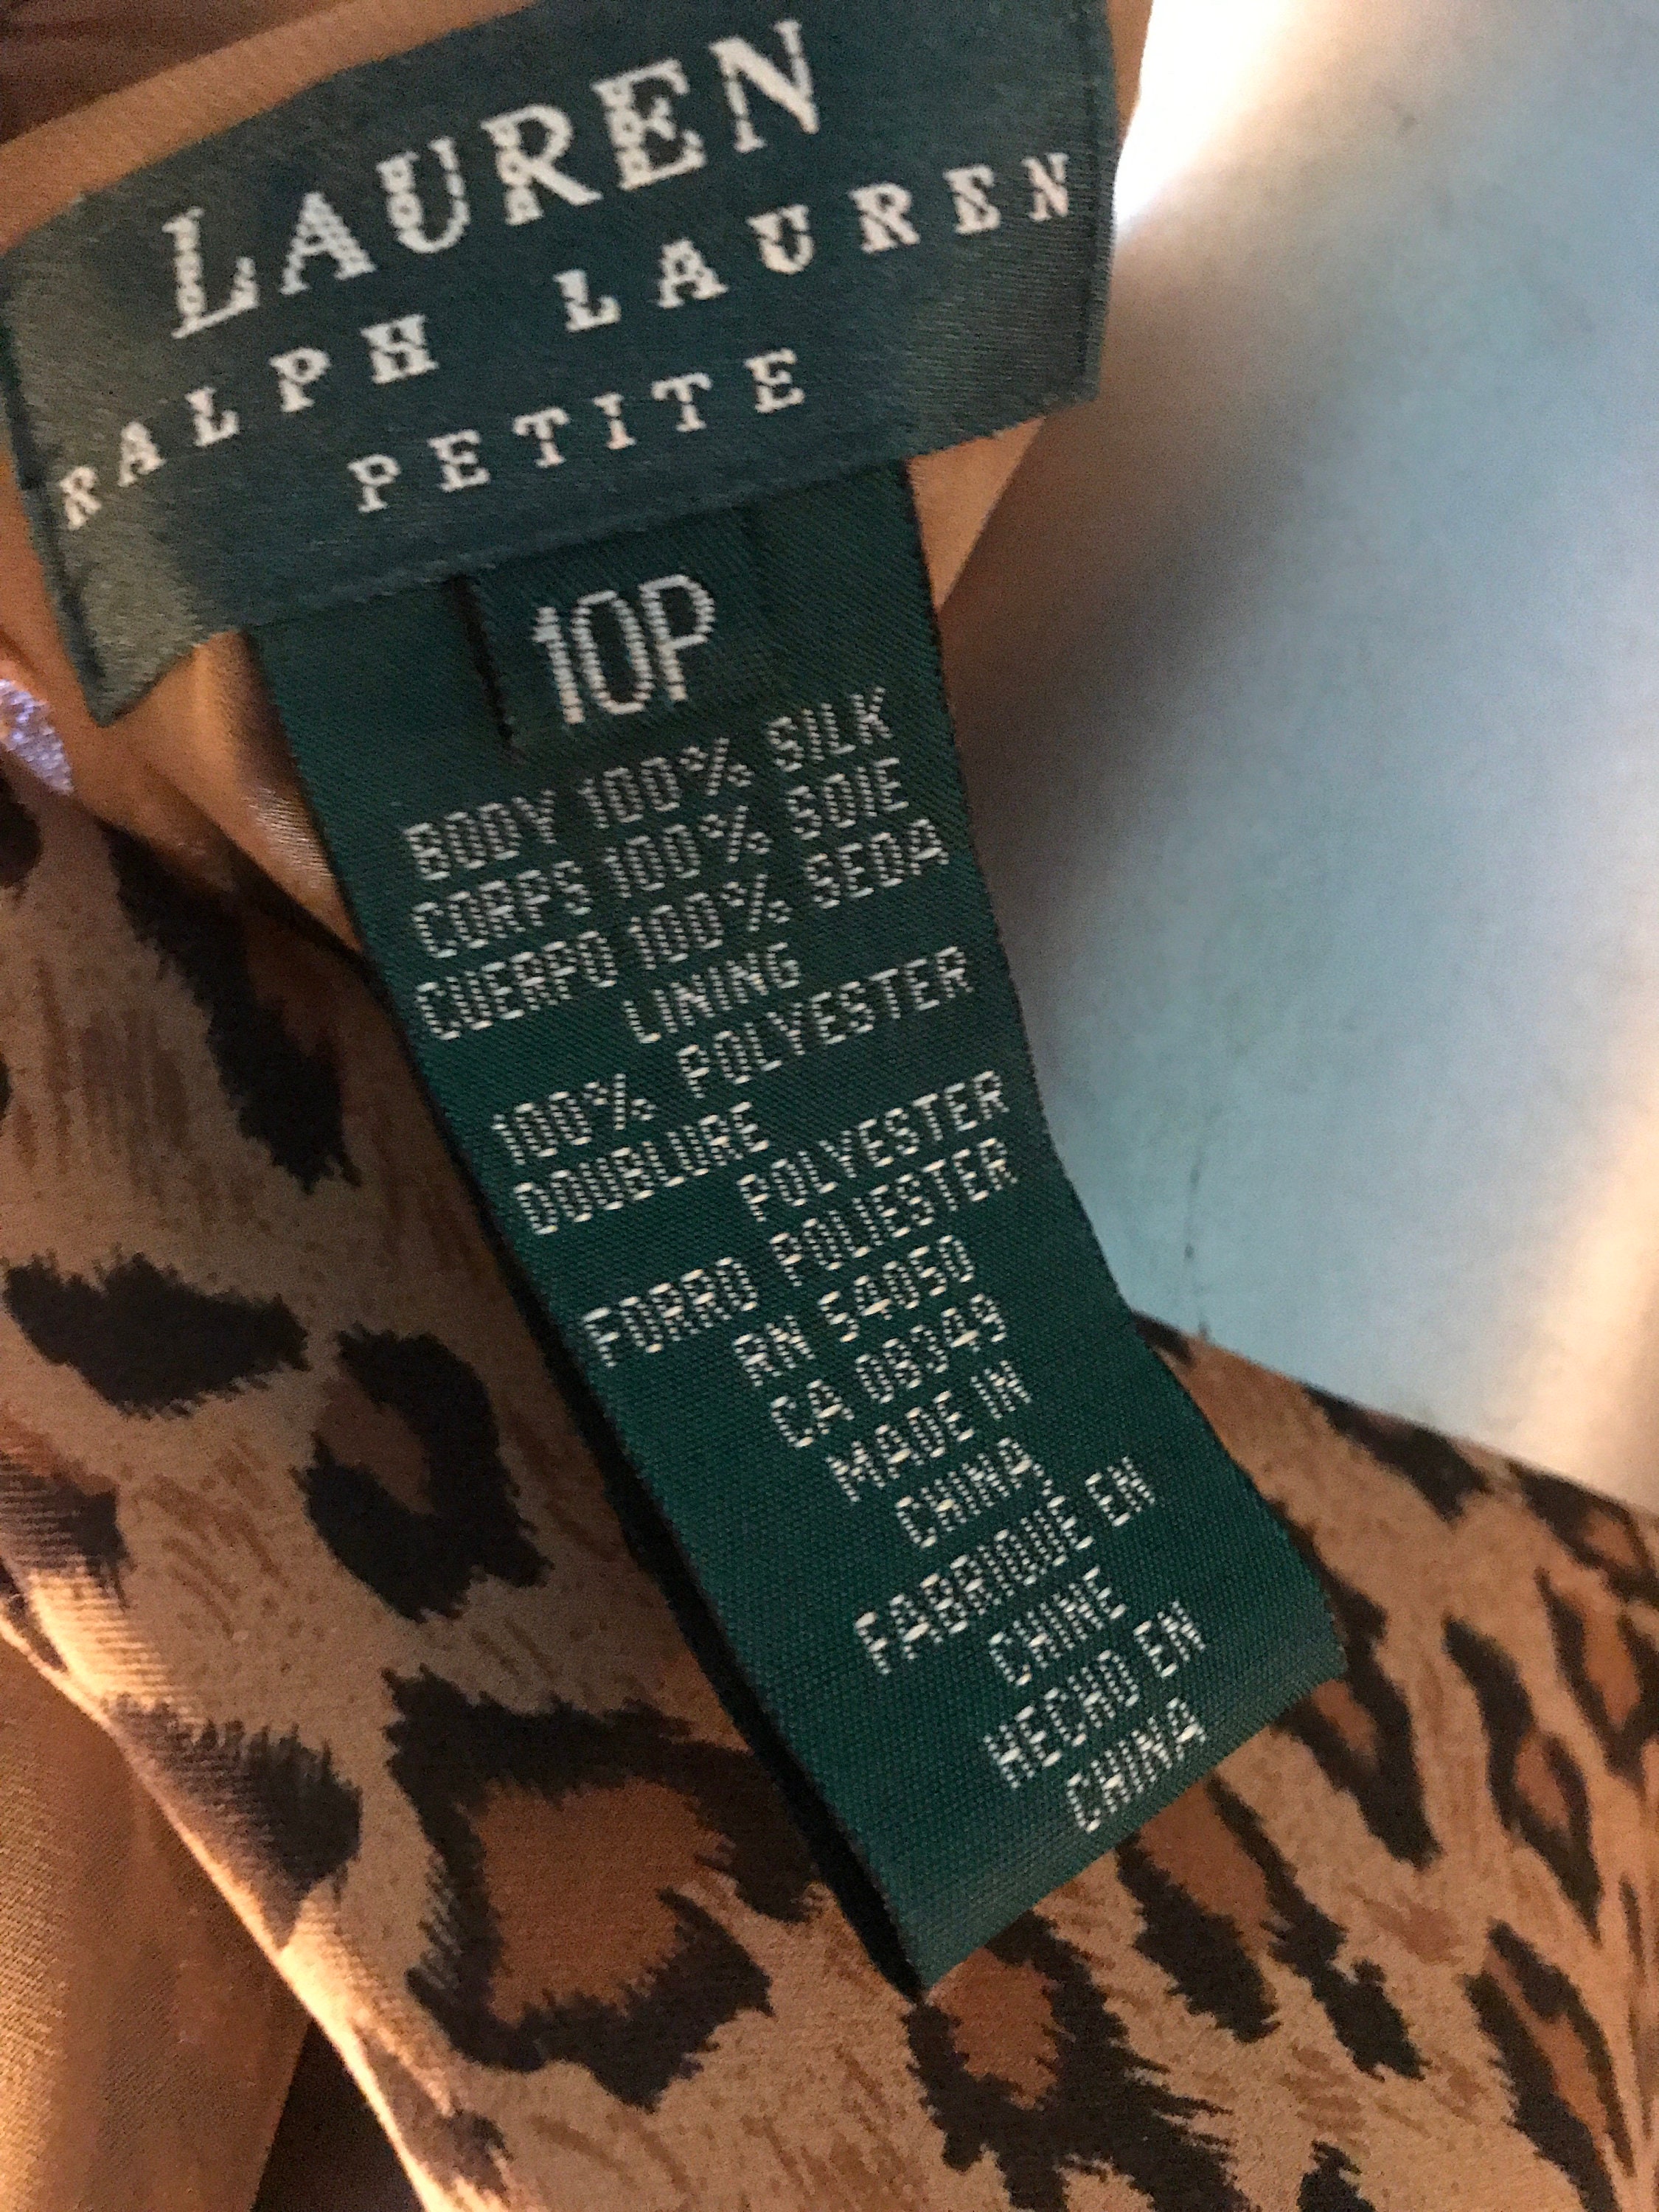 LAUREN
RALPH LAUREN
PETITE
10P
BODY 100% SILK
CORPS 100% SOIE
CUERPO 100% SEDA
LINING
100% POLYESTER
DOUBLURE
POLYESTER
FORRO POLIESTER
RN 54050
CA 08349
MADE IN
CHINA
FABRIQUE EN
CHINE
HECHO EN
CHINA